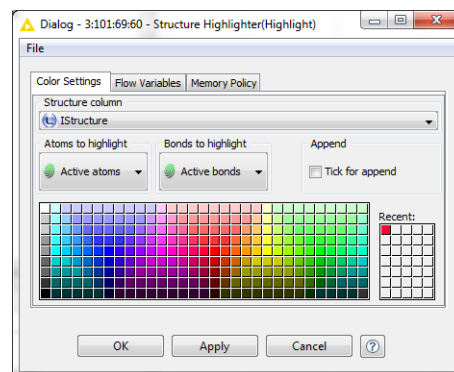 Dialog - 3:101:69:60 - Structure Highlighter(Highlight)
File
Color Settings Flow Variables Memory Policy
Structure column
IStructure
Atoms to highlight Bonds to highlight Append
Active atoms Active bonds Tick for append
Recent:
OK Apply Cancel ?